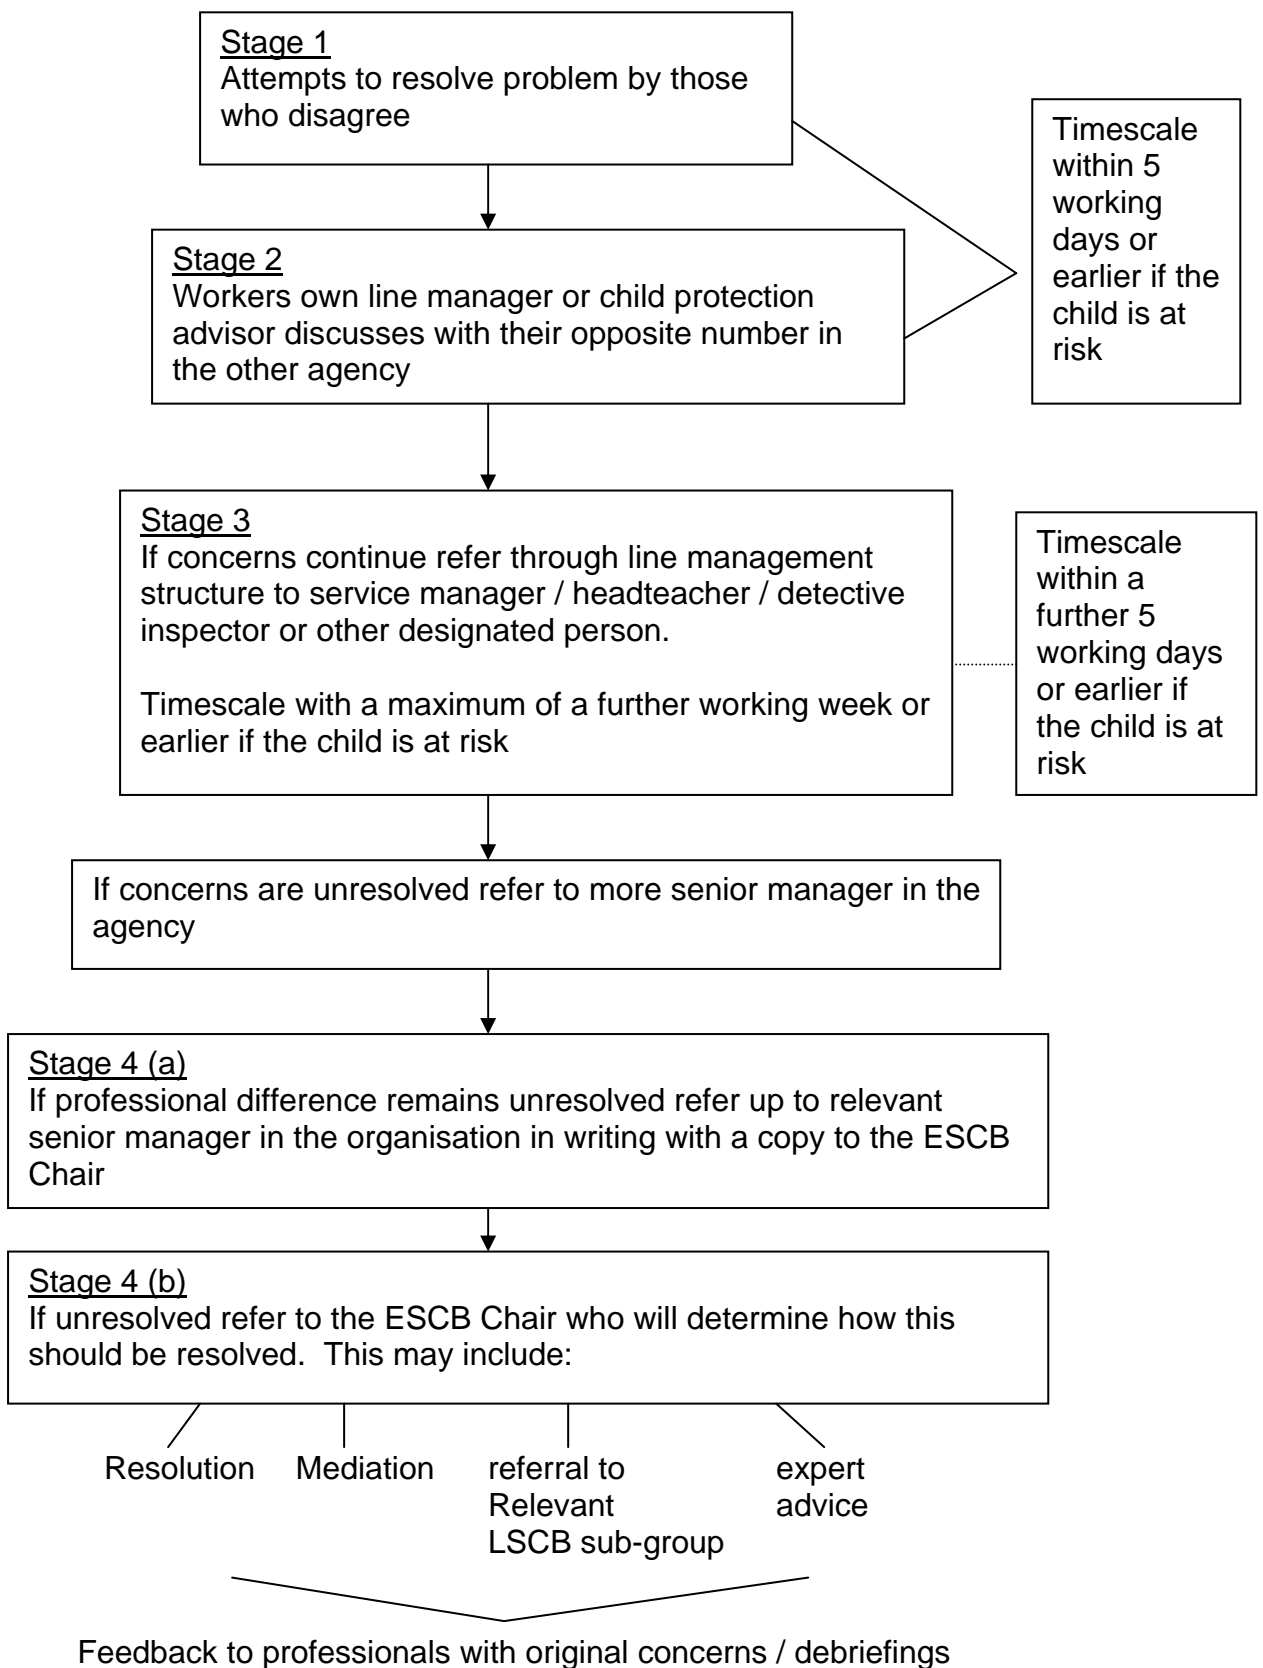 Stage 1
Attempts to resolve problem by those
who disagree
Timescale
within 5
working
days or
earlier if the
child is at
risk
Stage 2
Workers own line manager or child protection
advisor discusses with their opposite number in
the other agency
Stage 3
If concerns continue refer through line management
structure to service manager / headteacher / detective
inspector or other designated person.
Timescale with a maximum of a further working week or
earlier if the child is at risk
Timescale
within a
further 5
working days
or earlier if
the child is at
risk
If concerns are unresolved refer to more senior manager in the
agency
Stage 4 (a)
If professional difference remains unresolved refer up to relevant
senior manager in the organisation in writing with a copy to the ESCB
Chair
Stage 4 (b)
If unresolved refer to the ESCB Chair who will determine how this
should be resolved.  This may include:
Resolution
Mediation
referral to
Relevant
LSCB sub-group
expert
advice
Feedback to professionals with original concerns / debriefings